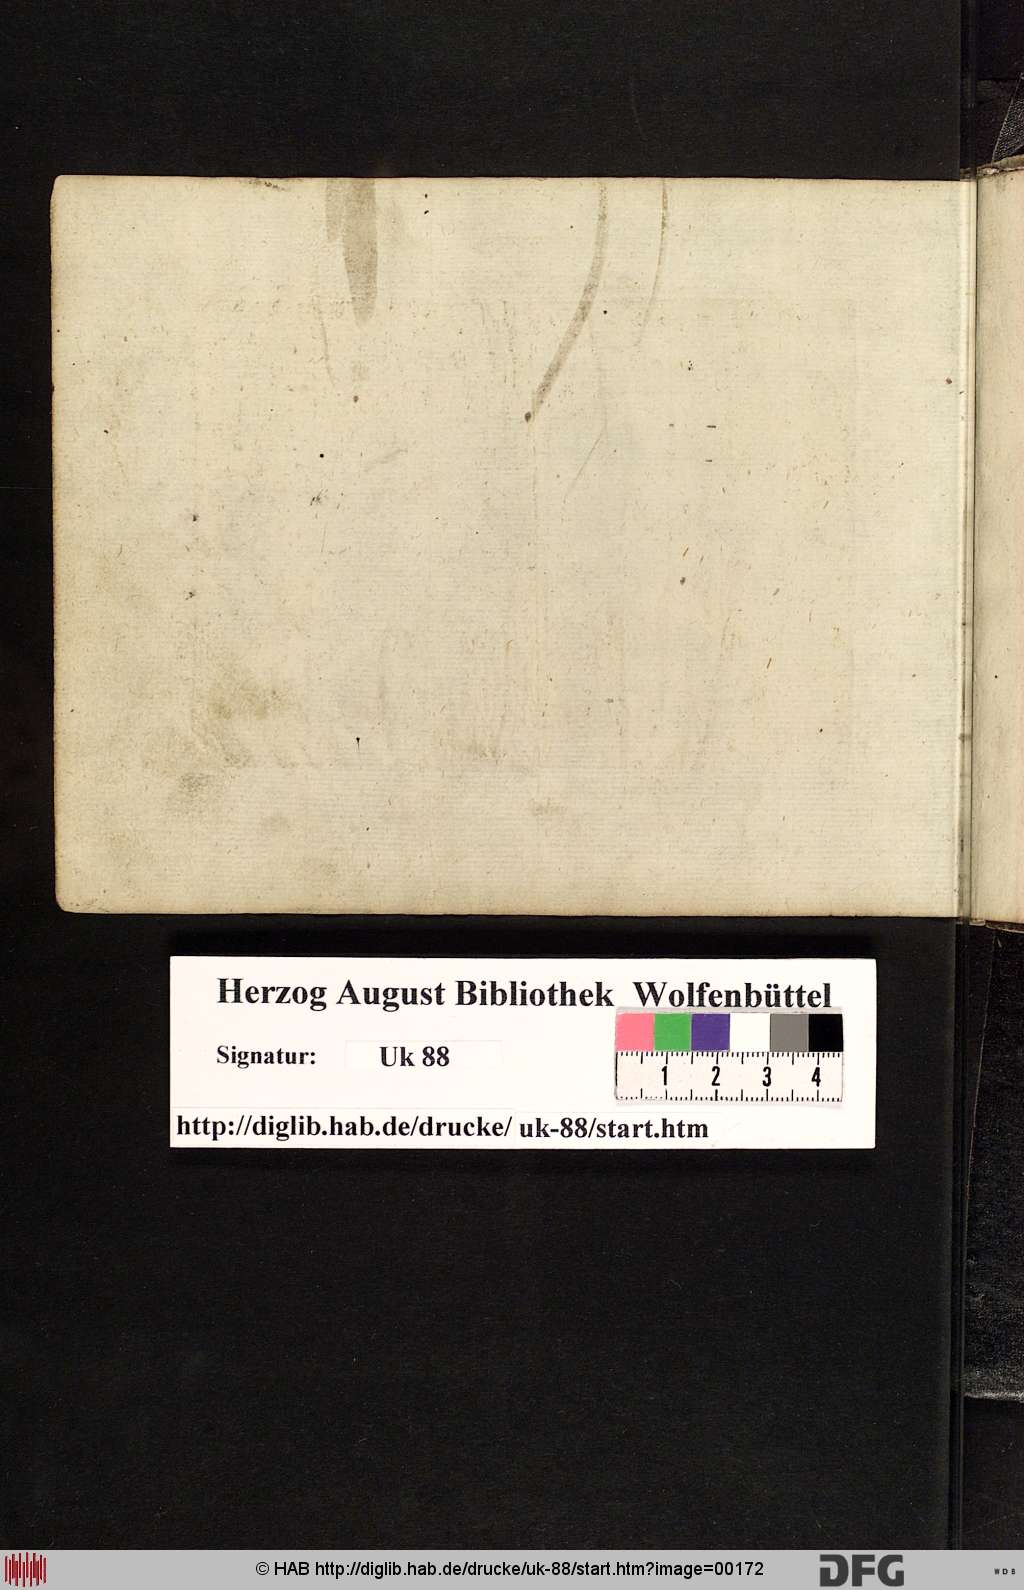 Herzog August Bibliothek Wolfenbüttel
Signatur: Uk 88
1 2 3 4
http://diglib.hab.de/drucke/ uk-88/start.htm
© HAB http://diglib.hab.de/drucke/uk-88/start.htm?image=00172
DFG
WDB